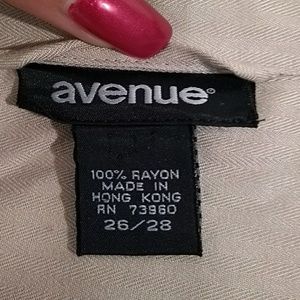 avenue®
100% RAYON
MADE IN
HONG KONG
RN 73960
26/28